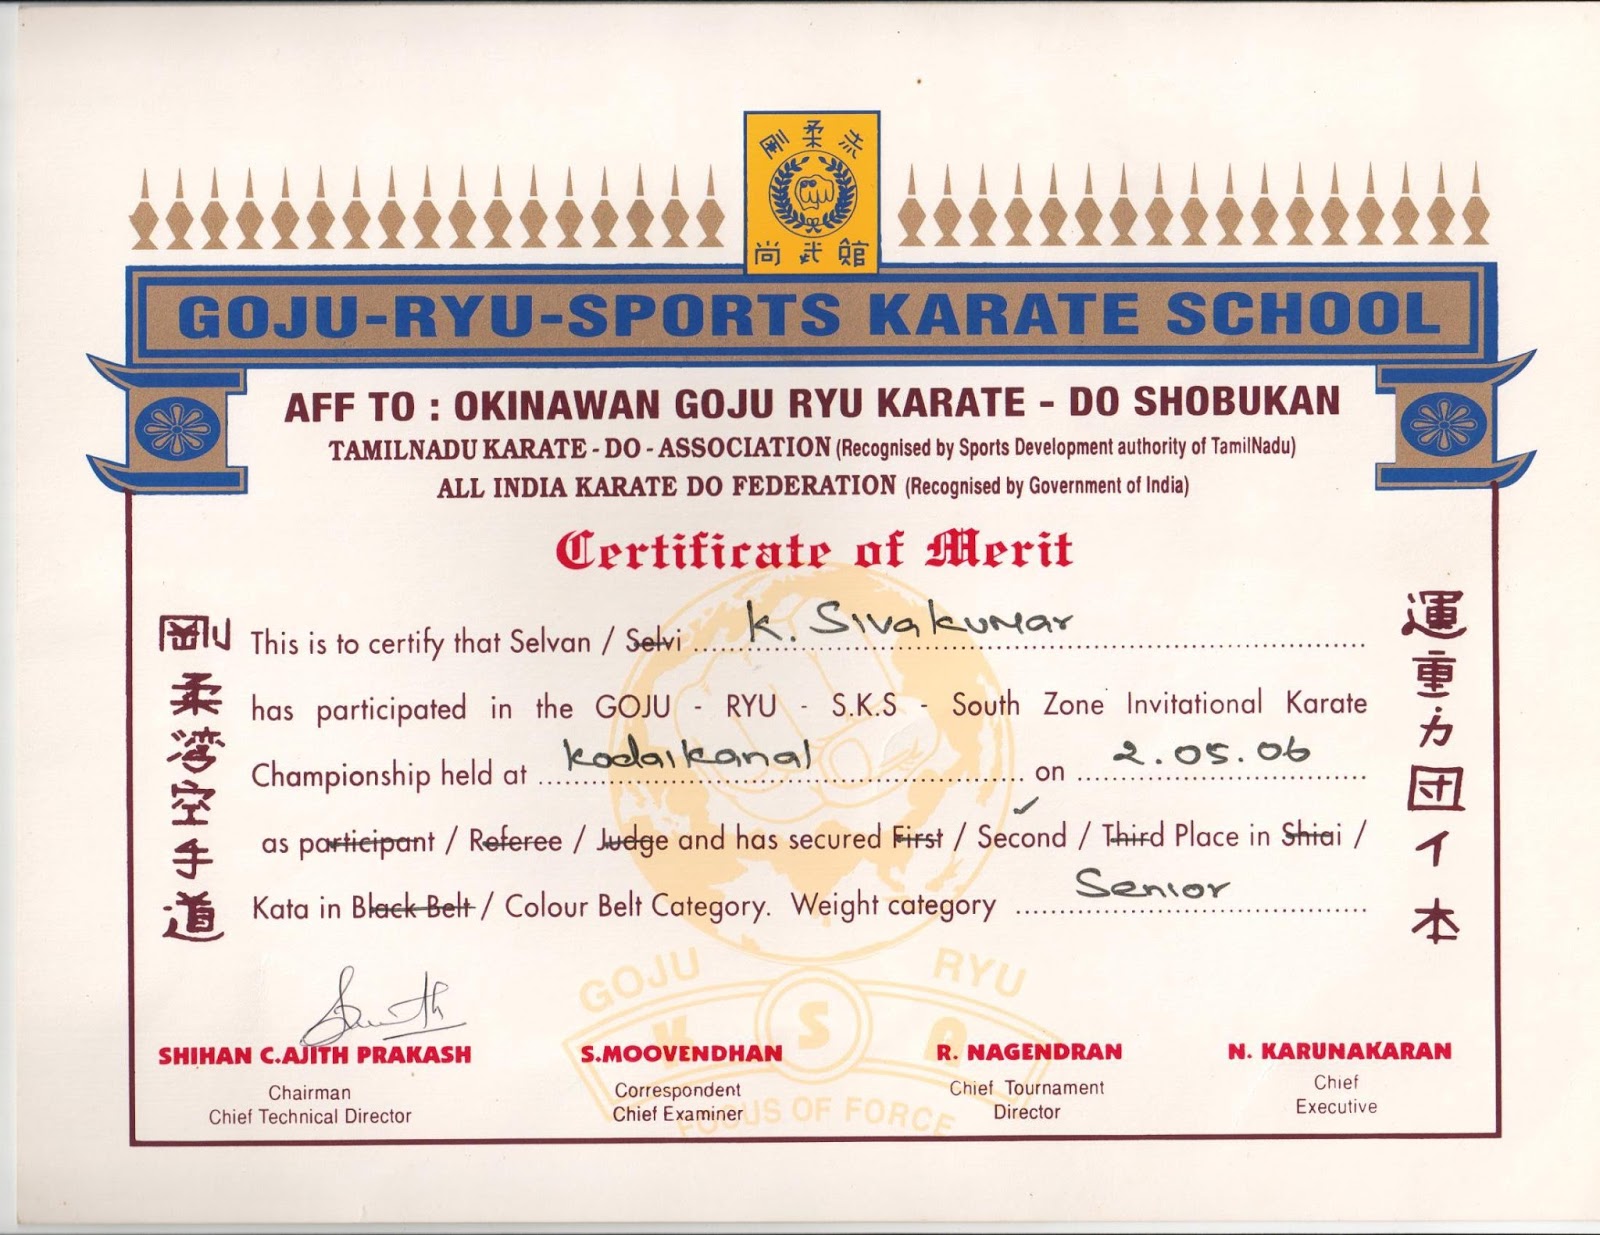 剛柔流
尚武館
GOJU-RYU-SPORTS KARATE SCHOOL
AFF TO : OKINAWAN GOJU RYU KARATE - DO SHOBUKAN
TAMILNADU KARATE - DO - ASSOCIATION (Recognised by Sports Development authority of TamilNadu)
ALL INDIA KARATE DO FEDERATION (Recognised by Government of India)
Certificate of Merit
剛柔湾空手道
This is to certify that Selvan / Selvi K. Sivakumar
has participated in the GOJU - RYU - S.K.S - South Zone Invitational Karate
Championship held at Kodaikanal on 2.05.06
as participant / Referee / Judge and has secured First / Second / Third Place in Shiai /
Kata in Black Belt / Colour Belt Category. Weight category Senior
運重力団イ本
GOJU RYU
K S A
FOCUS OF FORCE
SHIHAN C.AJITH PRAKASH
Chairman
Chief Technical Director
S.MOOVENDHAN
Correspondent
Chief Examiner
R. NAGENDRAN
Chief Tournament
Director
N. KARUNAKARAN
Chief
Executive